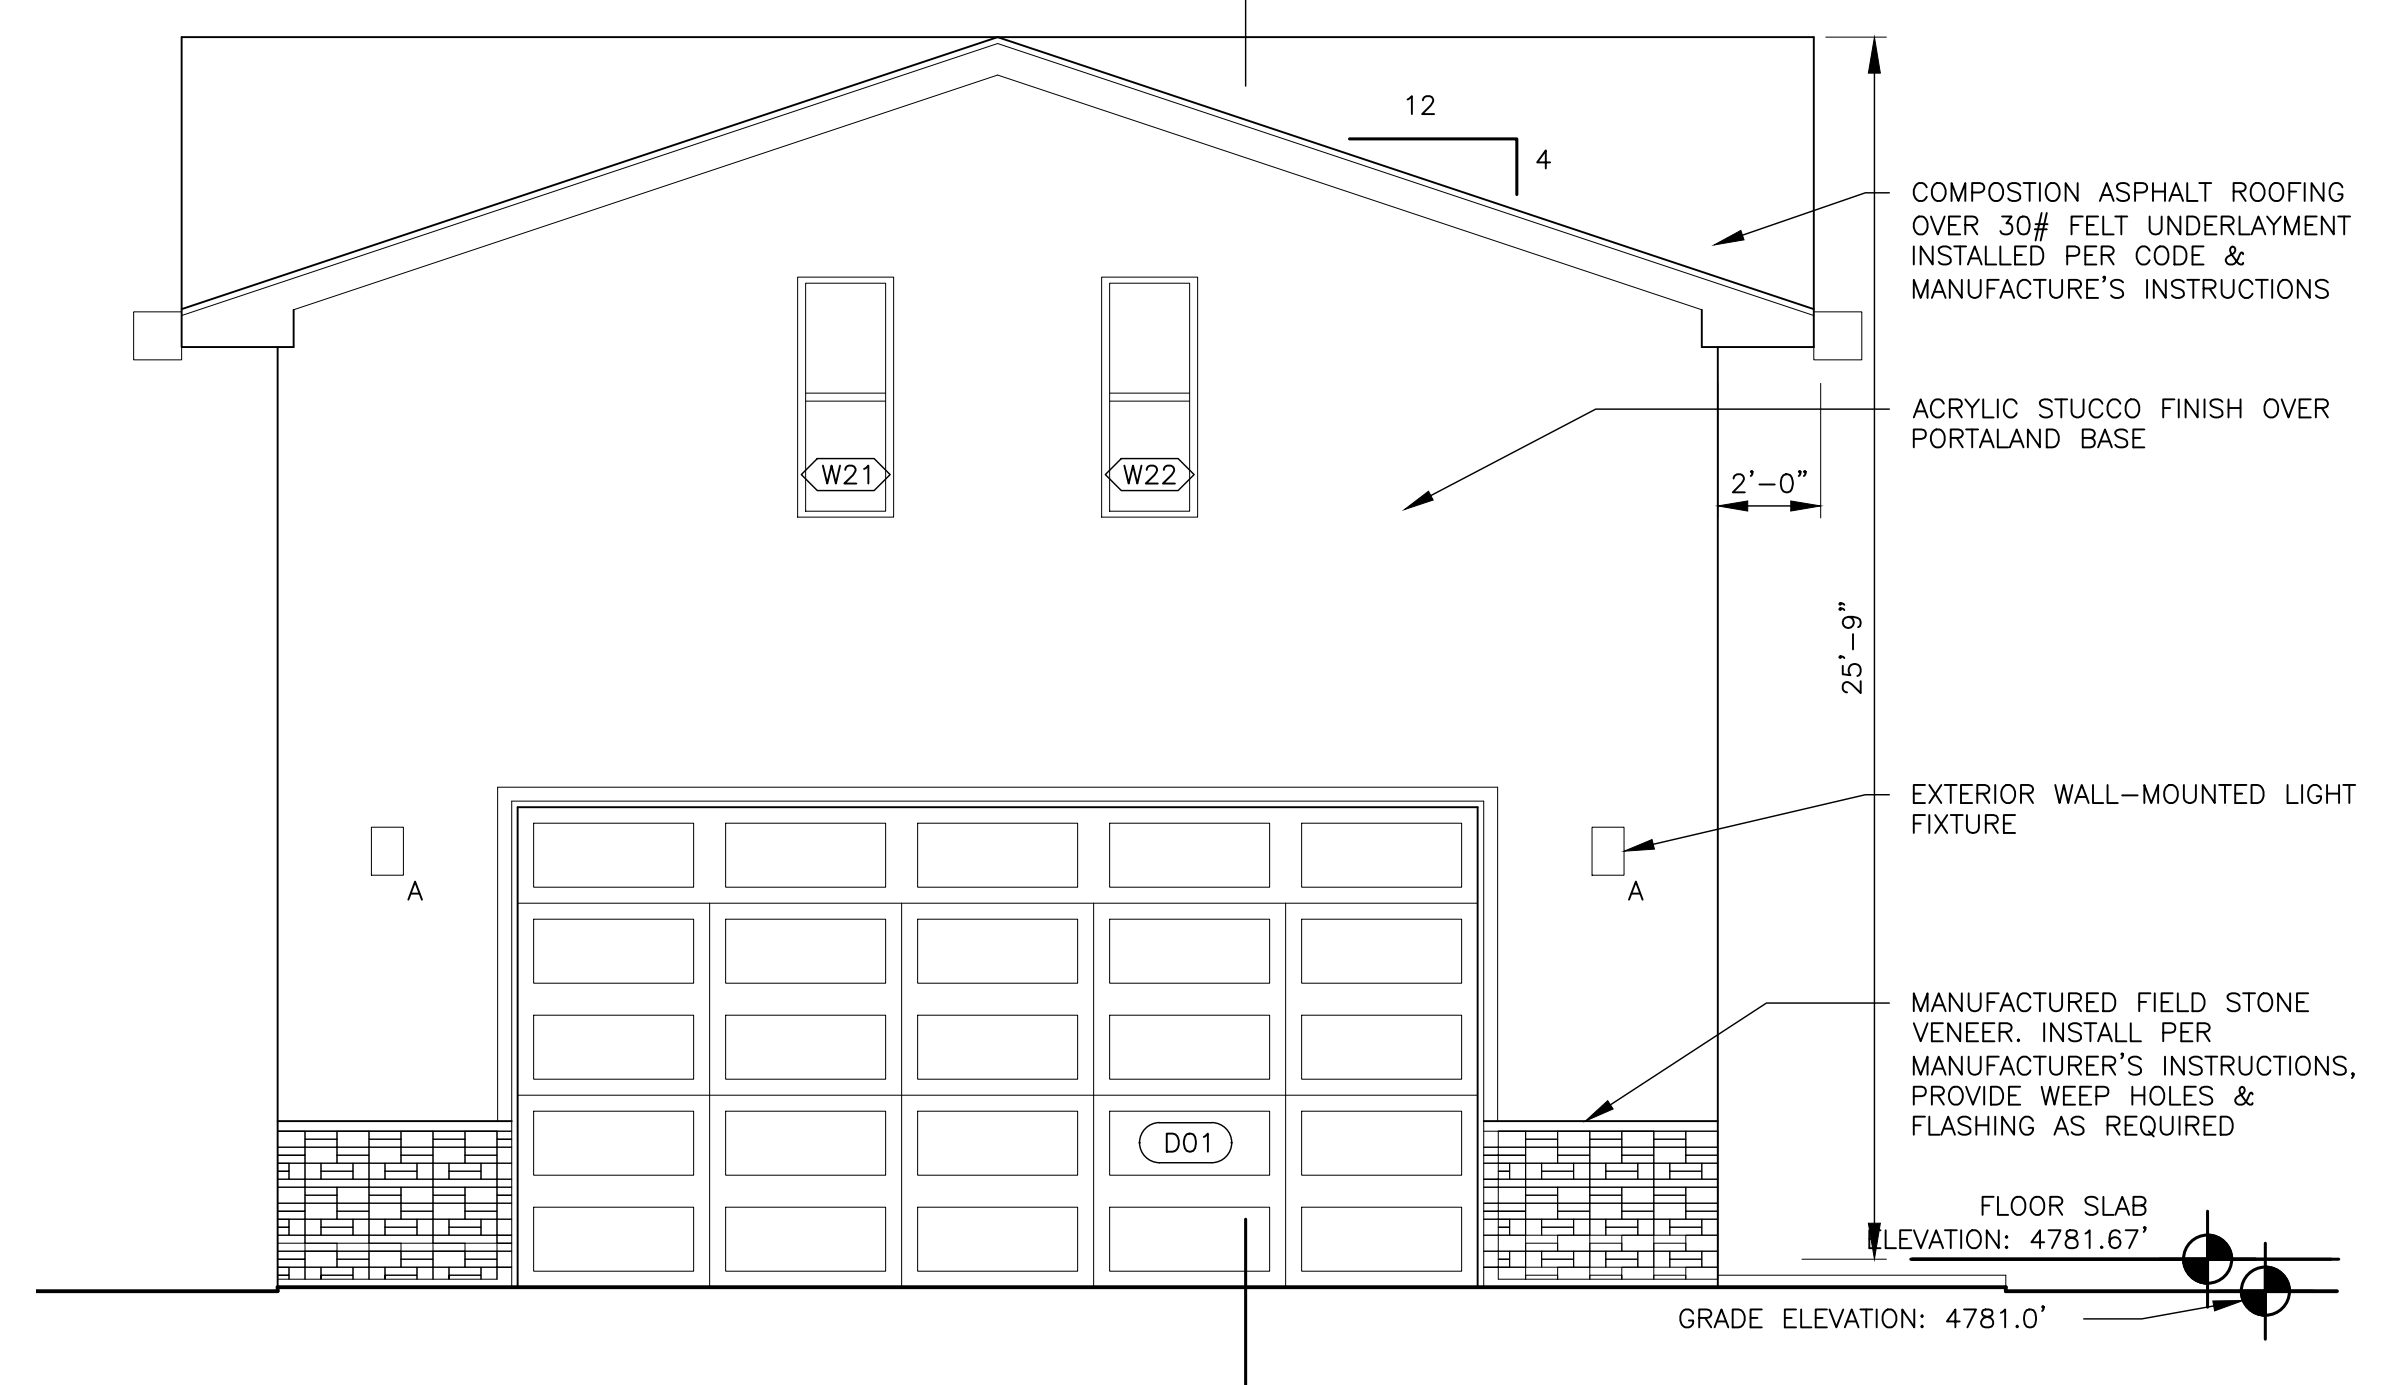 12
4
COMPOSTION ASPHALT ROOFING
OVER 30# FELT UNDERLAYMENT
INSTALLED PER CODE &
MANUFACTURE'S INSTRUCTIONS
ACRYLIC STUCCO FINISH OVER
PORTALAND BASE
W21
W22
2'-0"
25'-9"
EXTERIOR WALL-MOUNTED LIGHT
FIXTURE
A
A
MANUFACTURED FIELD STONE
VENEER. INSTALL PER
MANUFACTURER'S INSTRUCTIONS,
PROVIDE WEEP HOLES &
FLASHING AS REQUIRED
D01
FLOOR SLAB
ELEVATION: 4781.67'
GRADE ELEVATION: 4781.0'